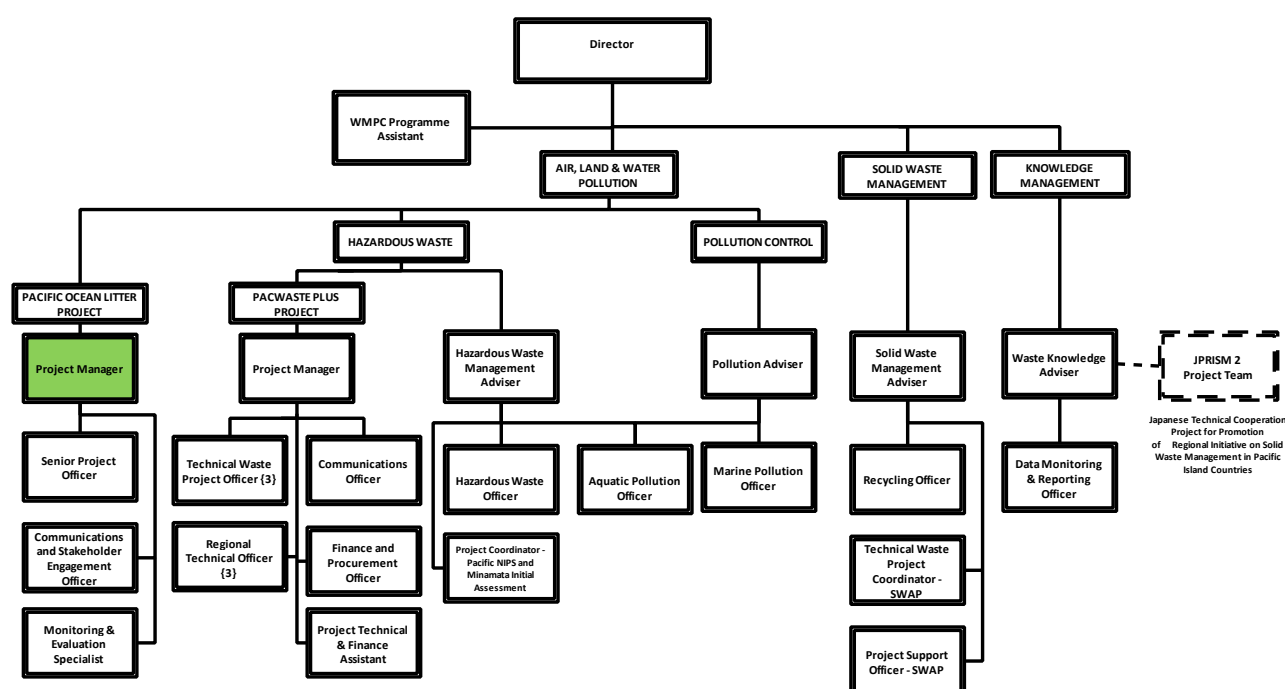 Director
WMPC Programme
Assistant
AIR, LAND & WATER
POLLUTION
SOLID WASTE
MANAGEMENT
KNOWLEDGE
MANAGEMENT
HAZARDOUS WASTE
POLLUTION CONTROL
PACIFIC OCEAN LITTER
PROJECT
PACWASTE PLUS
PROJECT
Project Manager
Project Manager
Hazardous Waste
Management
Adviser
Pollution Adviser
Solid Waste
Management
Adviser
Waste Knowledge
Adviser
JPRISM 2
Project Team
Japanese Technical Cooperation
Project for Promotion
of Regional Initiative on Solid
Waste Management in Pacific
Island Countries
Senior Project
Officer
Technical Waste
Project Officer {3}
Communications
Officer
Hazardous Waste
Officer
Aquatic Pollution
Officer
Marine Pollution
Officer
Recycling Officer
Data Monitoring
& Reporting
Officer
Communications
and Stakeholder
Engagement
Officer
Regional
Technical Officer
{3}
Finance and
Procurement
Officer
Project Coordinator -
Pacific NIPS and
Minamata Initial
Assessment
Technical Waste
Project
Coordinator -
SWAP
Monitoring &
Evaluation
Specialist
Project Technical
& Finance
Assistant
Project Support
Officer - SWAP